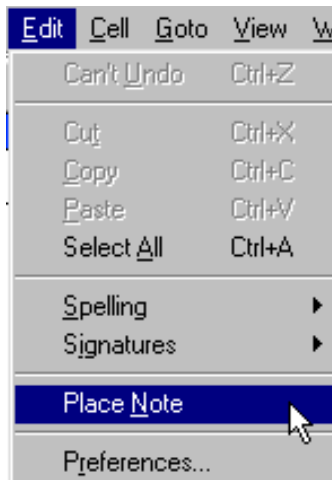 Edit Cell Goto View W
Can't Undo Ctrl+Z
Cut Ctrl+X
Copy Ctrl+C
Paste Ctrl+V
Select All Ctrl+A
Spelling
Signatures
Place Note
Preferences...